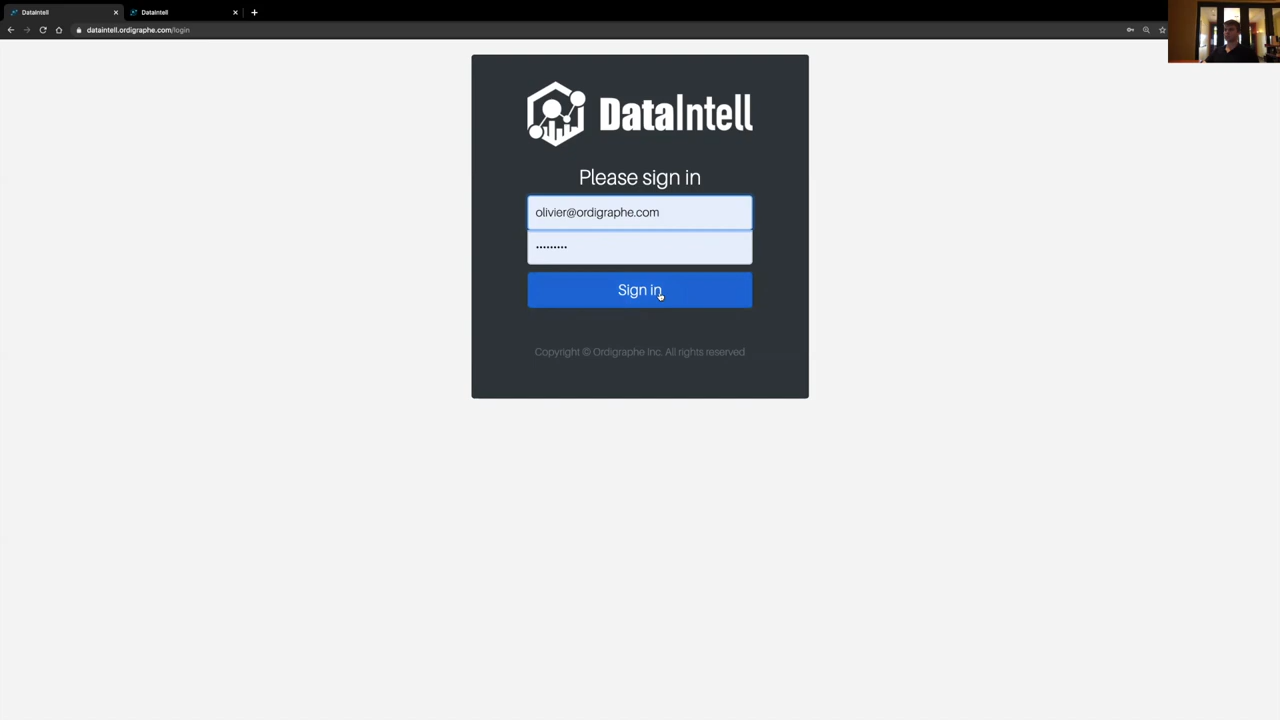 DataIntell
DataIntell
dataintell.ordigraphe.com/login
DataIntell
Please sign in
olivier@ordigraphe.com
•••••••••
Sign in
Copyright © Ordigraphe Inc. All rights reserved